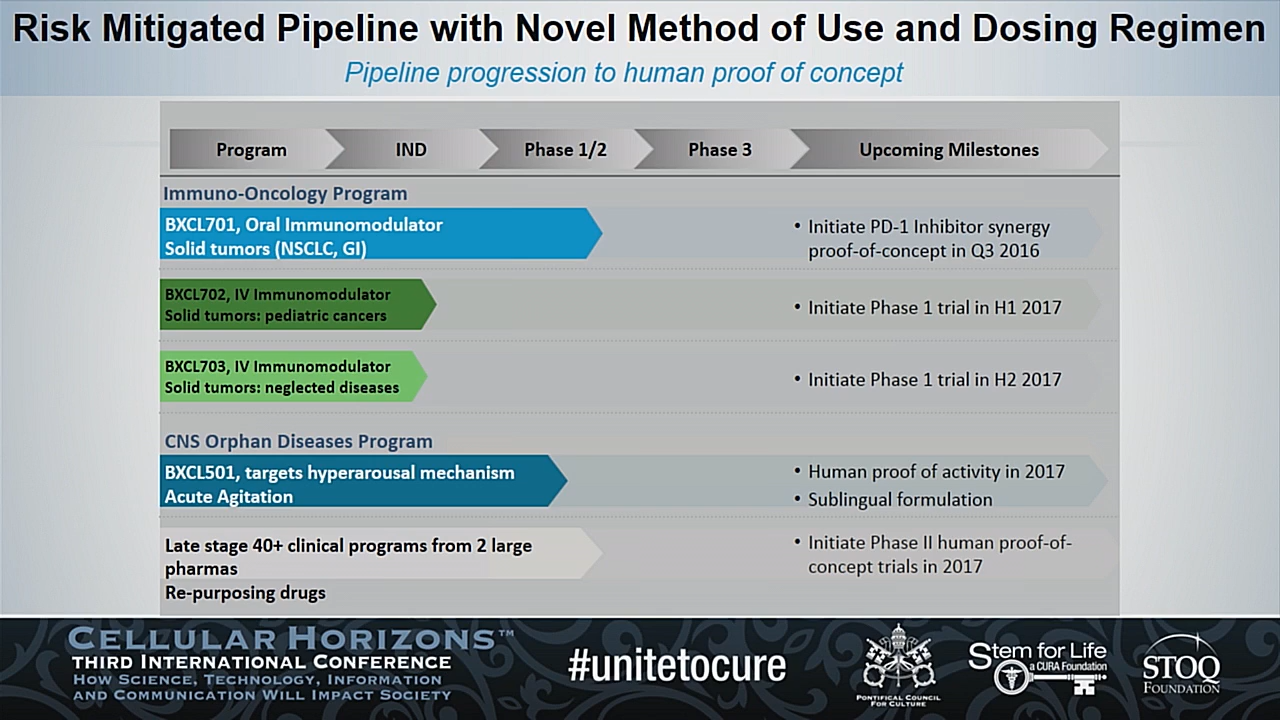 Risk Mitigated Pipeline with Novel Method of Use and Dosing Regimen
Pipeline progression to human proof of concept
Program
IND
Phase 1/2
Phase 3
Upcoming Milestones
Immuno-Oncology Program
BXCL701, Oral Immunomodulator
Solid tumors (NSCLC, GI)
• Initiate PD-1 Inhibitor synergy
proof-of-concept in Q3 2016
BXCL702, IV Immunomodulator
Solid tumors: pediatric cancers
• Initiate Phase 1 trial in H1 2017
BXCL703, IV Immunomodulator
Solid tumors: neglected diseases
• Initiate Phase 1 trial in H2 2017
CNS Orphan Diseases Program
BXCL501, targets hyperarousal mechanism
Acute Agitation
• Human proof of activity in 2017
• Sublingual formulation
Late stage 40+ clinical programs from 2 large
pharmas
Re-purposing drugs
• Initiate Phase II human proof-of-
concept trials in 2017
Cellular Horizons™
Third International Conference
How Science, Technology, Information
and Communication Will Impact Society
#unitetocure
Pontifical Council
For Culture
Stem for Life
a CURA Foundation
STOQ
Foundation